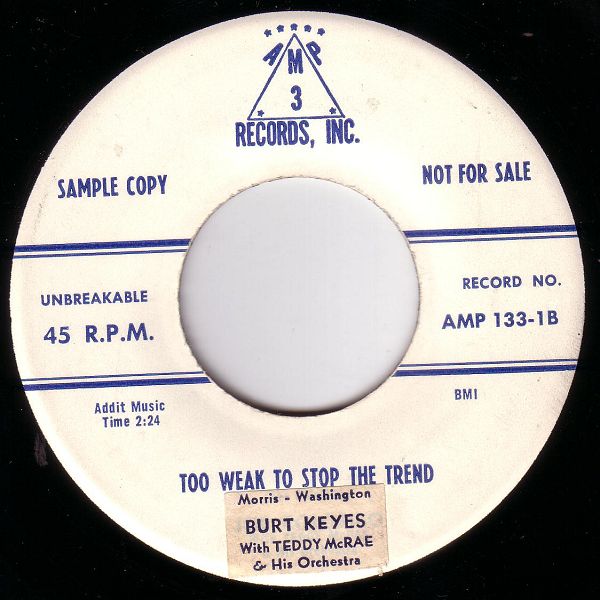 AMP
3
RECORDS, INC.
SAMPLE COPY
NOT FOR SALE
UNBREAKABLE
45 R.P.M.
RECORD NO.
AMP 133-1B
Addit Music
Time 2:24
BMI
TOO WEAK TO STOP THE TREND
Morris - Washington
BURT KEYES
With TEDDY McRAE
& His Orchestra